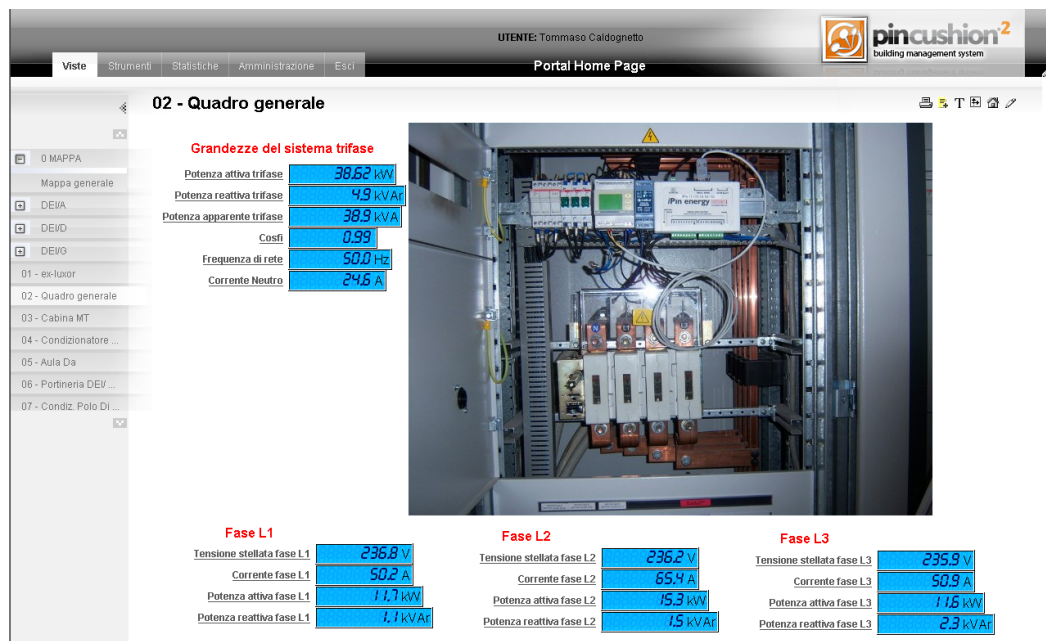 UTENTE: Tommaso Caldognetto
pincushion·2
building management system
Viste Strumenti Statistiche Amministrazione Esci
Portal Home Page
02 - Quadro generale
T
0 MAPPA
Mappa generale
DEI/A
DEI/D
DEI/G
01 - ex-luxor
02 - Quadro generale
03 - Cabina MT
04 - Condizionatore ...
05 - Aula Da
06 - Portineria DEI/ ...
07 - Condiz. Polo Di ...
Grandezze del sistema trifase
Potenza attiva trifase 38.62 kW
Potenza reattiva trifase 4.9 kVAr
Potenza apparente trifase 38.9 kVA
Cosfi 0.99
Frequenza di rete 50.0 Hz
Corrente Neutro 24.6 A
iPin energy
N L1
Fase L1
Tensione stellata fase L1 236.8 V
Corrente fase L1 50.2 A
Potenza attiva fase L1 11.7 kW
Potenza reattiva fase L1 1.1 kVAr
Fase L2
Tensione stellata fase L2 236.2 V
Corrente fase L2 65.4 A
Potenza attiva fase L2 15.3 kW
Potenza reattiva fase L2 1.5 kVAr
Fase L3
Tensione stellata fase L3 235.9 V
Corrente fase L3 50.9 A
Potenza attiva fase L3 11.6 kW
Potenza reattiva fase L3 2.3 kVAr